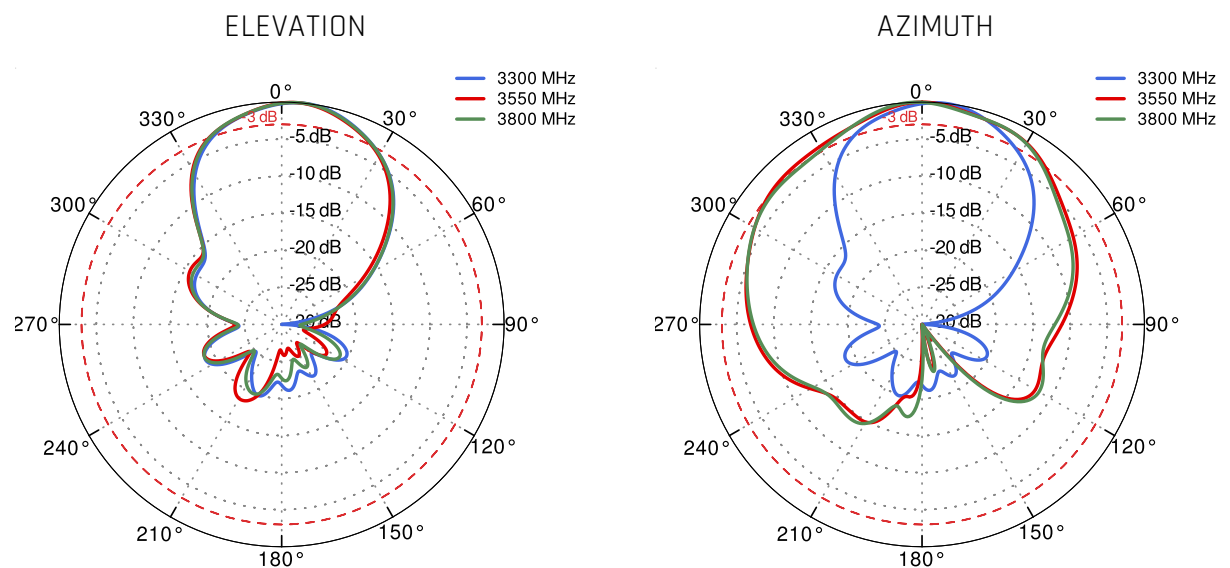 ELEVATION
3300 MHz
3550 MHz
3800 MHz
0°
330°
30°
-3 dB
-5 dB
-10 dB
300°
60°
-15 dB
-20 dB
-25 dB
270°
-30 dB
90°
240°
120°
210°
150°
180°
AZIMUTH
3300 MHz
3550 MHz
3800 MHz
0°
330°
30°
-3 dB
-5 dB
-10 dB
300°
60°
-15 dB
-20 dB
-25 dB
270°
-30 dB
90°
240°
120°
210°
150°
180°